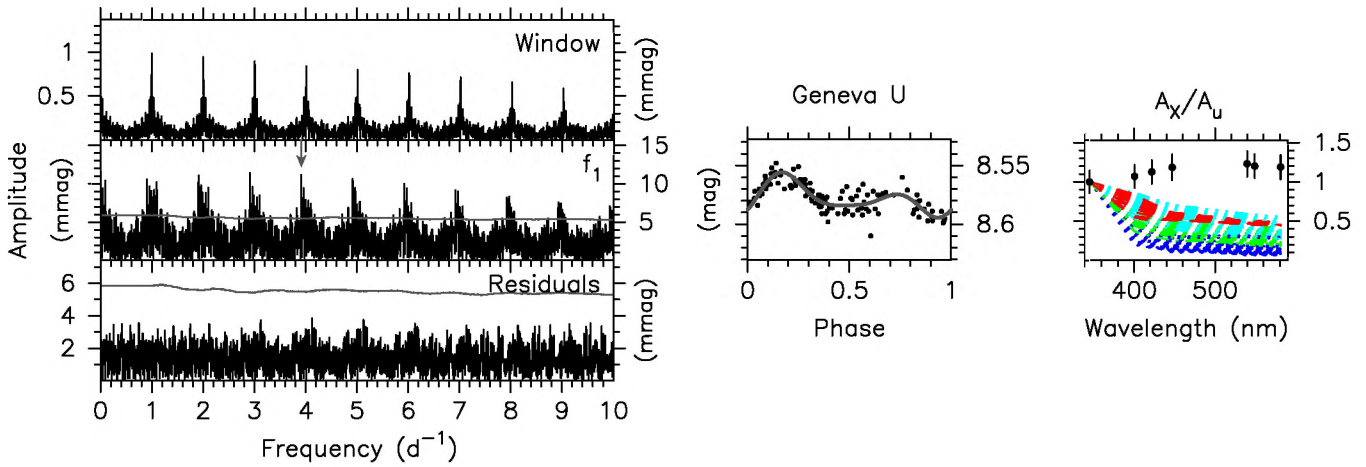 Window
1
0.5
(mmag)
f₁
15
10
5
Amplitude
(mmag)
Residuals
6
4
2
(mmag)
0 1 2 3 4 5 6 7 8 9 10
Frequency (d⁻¹)
Geneva U
(mag)
8.55
8.6
0 0.5 1
Phase
Aₓ/Aᵤ
1.5
1
0.5
400 500
Wavelength (nm)